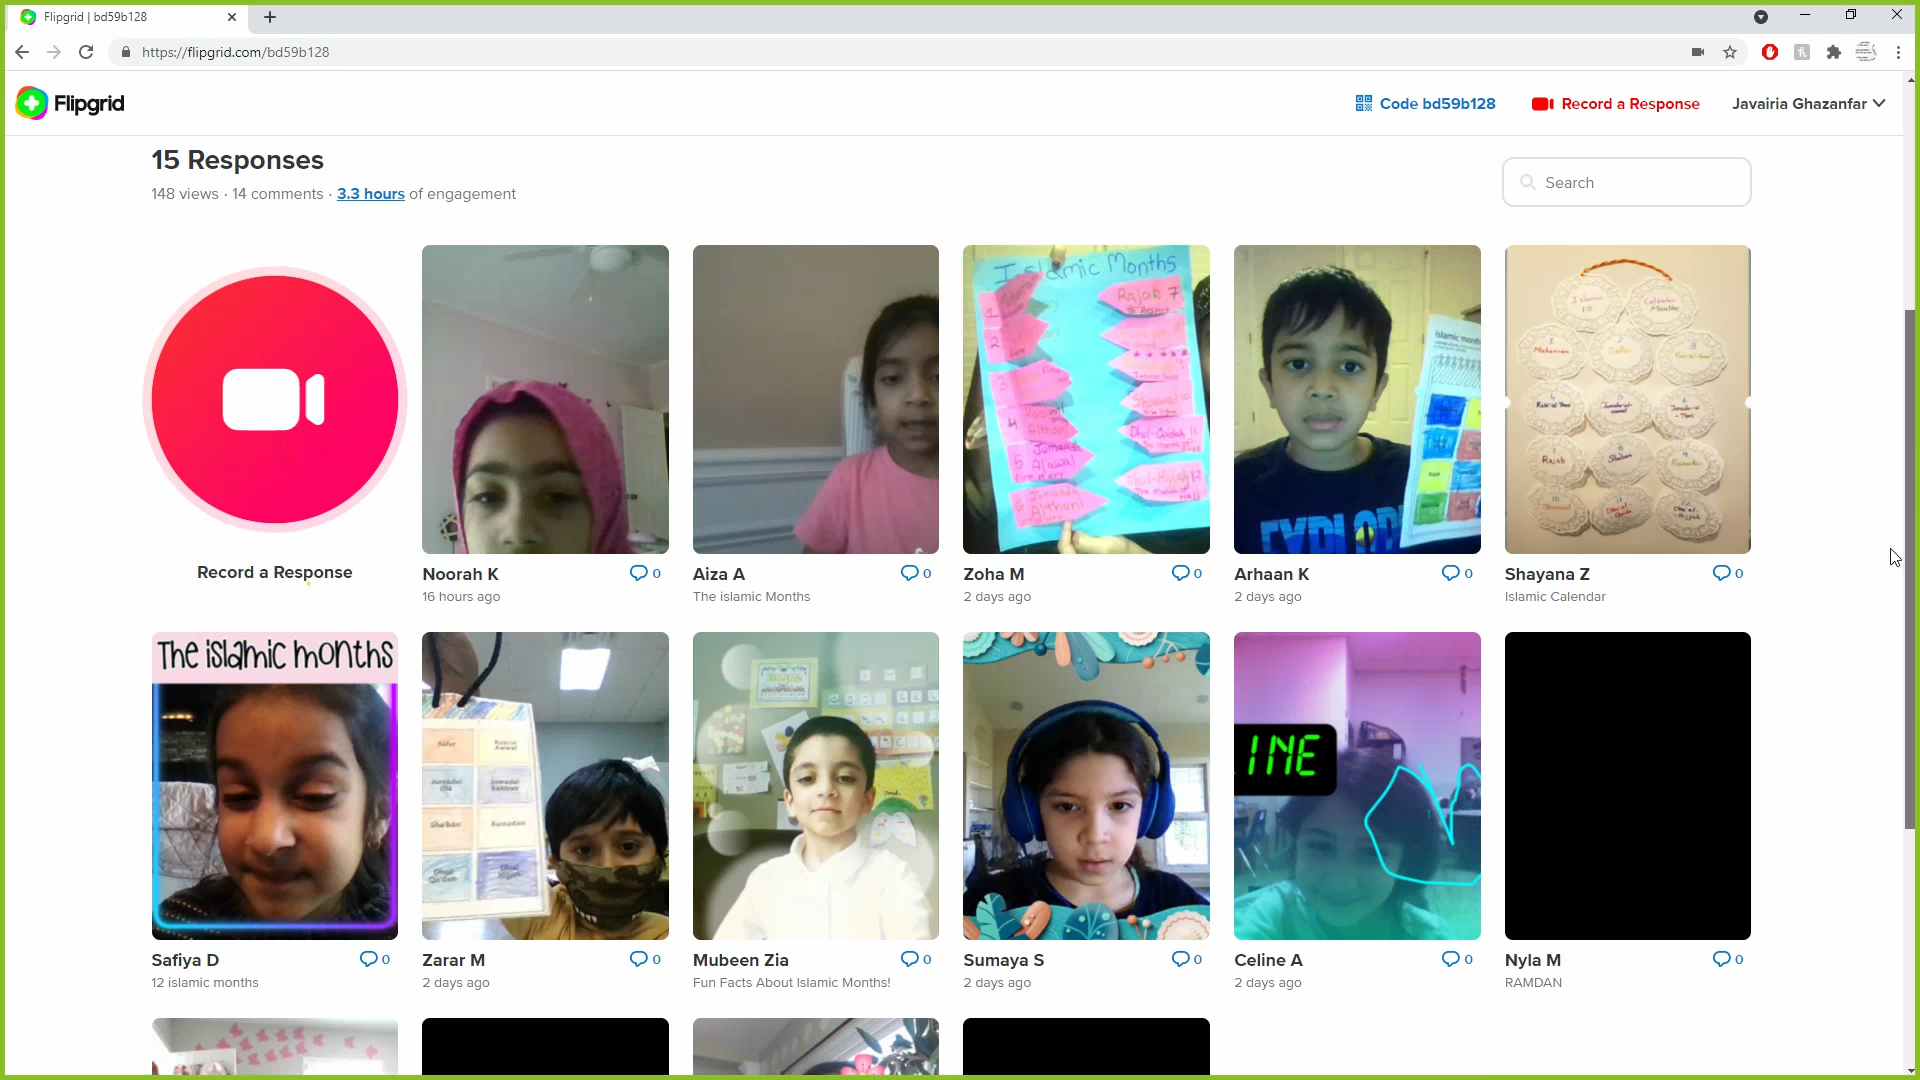 Flipgrid | bd59b128
https://flipgrid.com/bd59b128
Flipgrid
Code bd59b128
Record a Response
Javairia Ghazanfar
15 Responses
148 views · 14 comments · 3.3 hours of engagement
Search
Islamic Months
Rajab 7
Islamic month
Record a Response
Noorah K
0
16 hours ago
Aiza A
0
The islamic Months
Zoha M
0
2 days ago
Arhaan K
0
2 days ago
Shayana Z
0
Islamic Calendar
The islamic months
INE
Safiya D
0
12 islamic months
Zarar M
0
2 days ago
Mubeen Zia
0
Fun Facts About Islamic Months!
Sumaya S
0
2 days ago
Celine A
0
2 days ago
Nyla M
0
RAMDAN